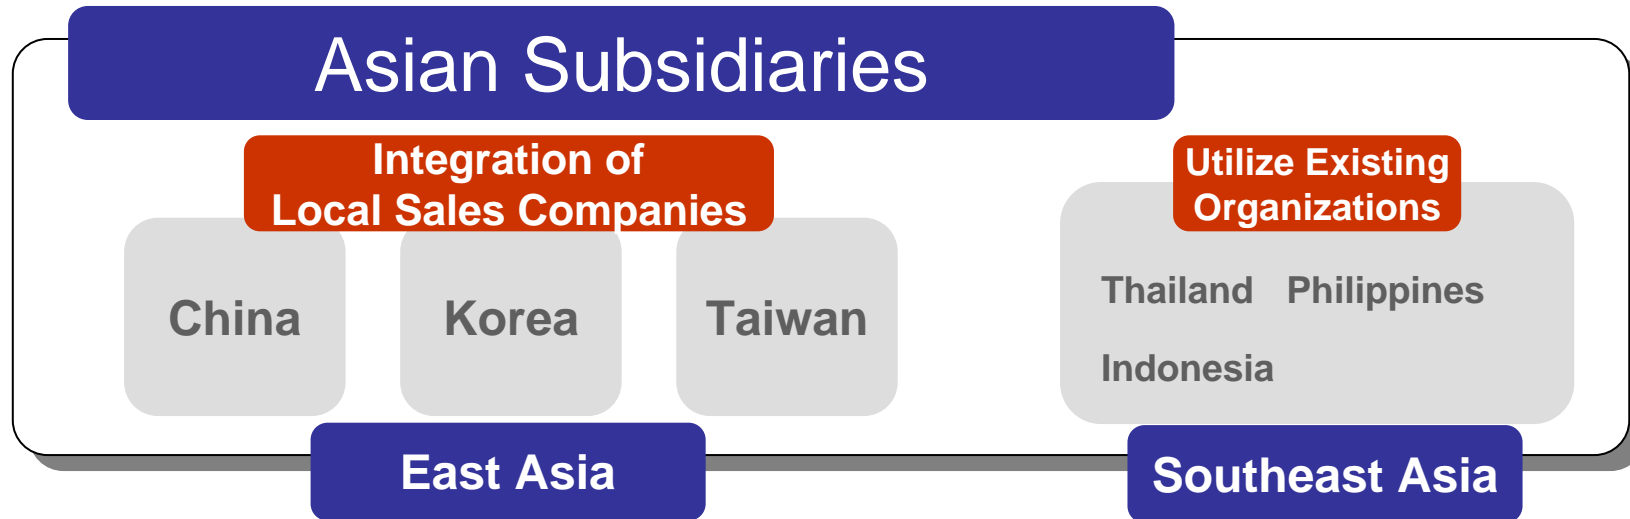 Asian Subsidiaries
Integration of
Local Sales Companies
China
Korea
Taiwan
East Asia
Utilize Existing
Organizations
Thailand Philippines
Indonesia
Southeast Asia